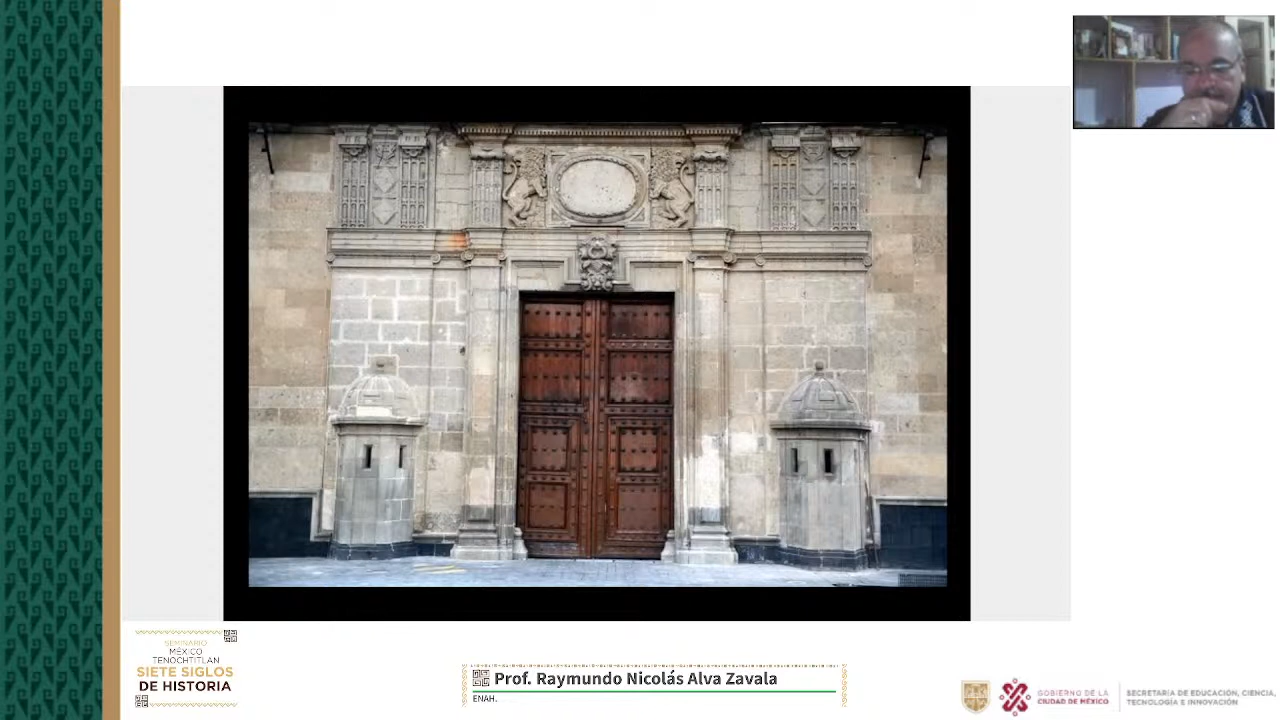 SEMINARIO
MÉXICO
TENOCHTITLAN
SIETE SIGLOS
DE HISTORIA
Prof. Raymundo Nicolás Alva Zavala
ENAH.
GOBIERNO DE LA
CIUDAD DE MÉXICO
SECRETARÍA DE EDUCACIÓN, CIENCIA,
TECNOLOGÍA E INNOVACIÓN